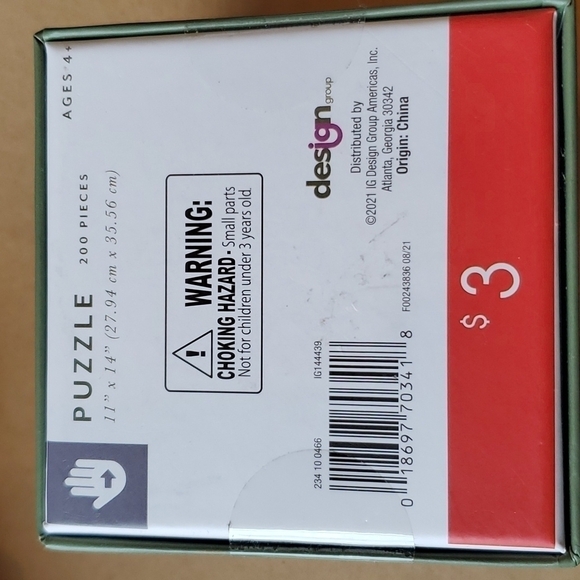 PUZZLE 200 PIECES AGES 4+
11" x 14" (27.94 cm x 35.56 cm)
WARNING:
CHOKING HAZARD - Small parts
Not for children under 3 years old.
design group
Distributed by
©2021 IG Design Group Americas, Inc.
Atlanta, Georgia 30342
Origin: China
234 10 0466 IG144439
0 18697 70341 8
F00243836 08/21
$3